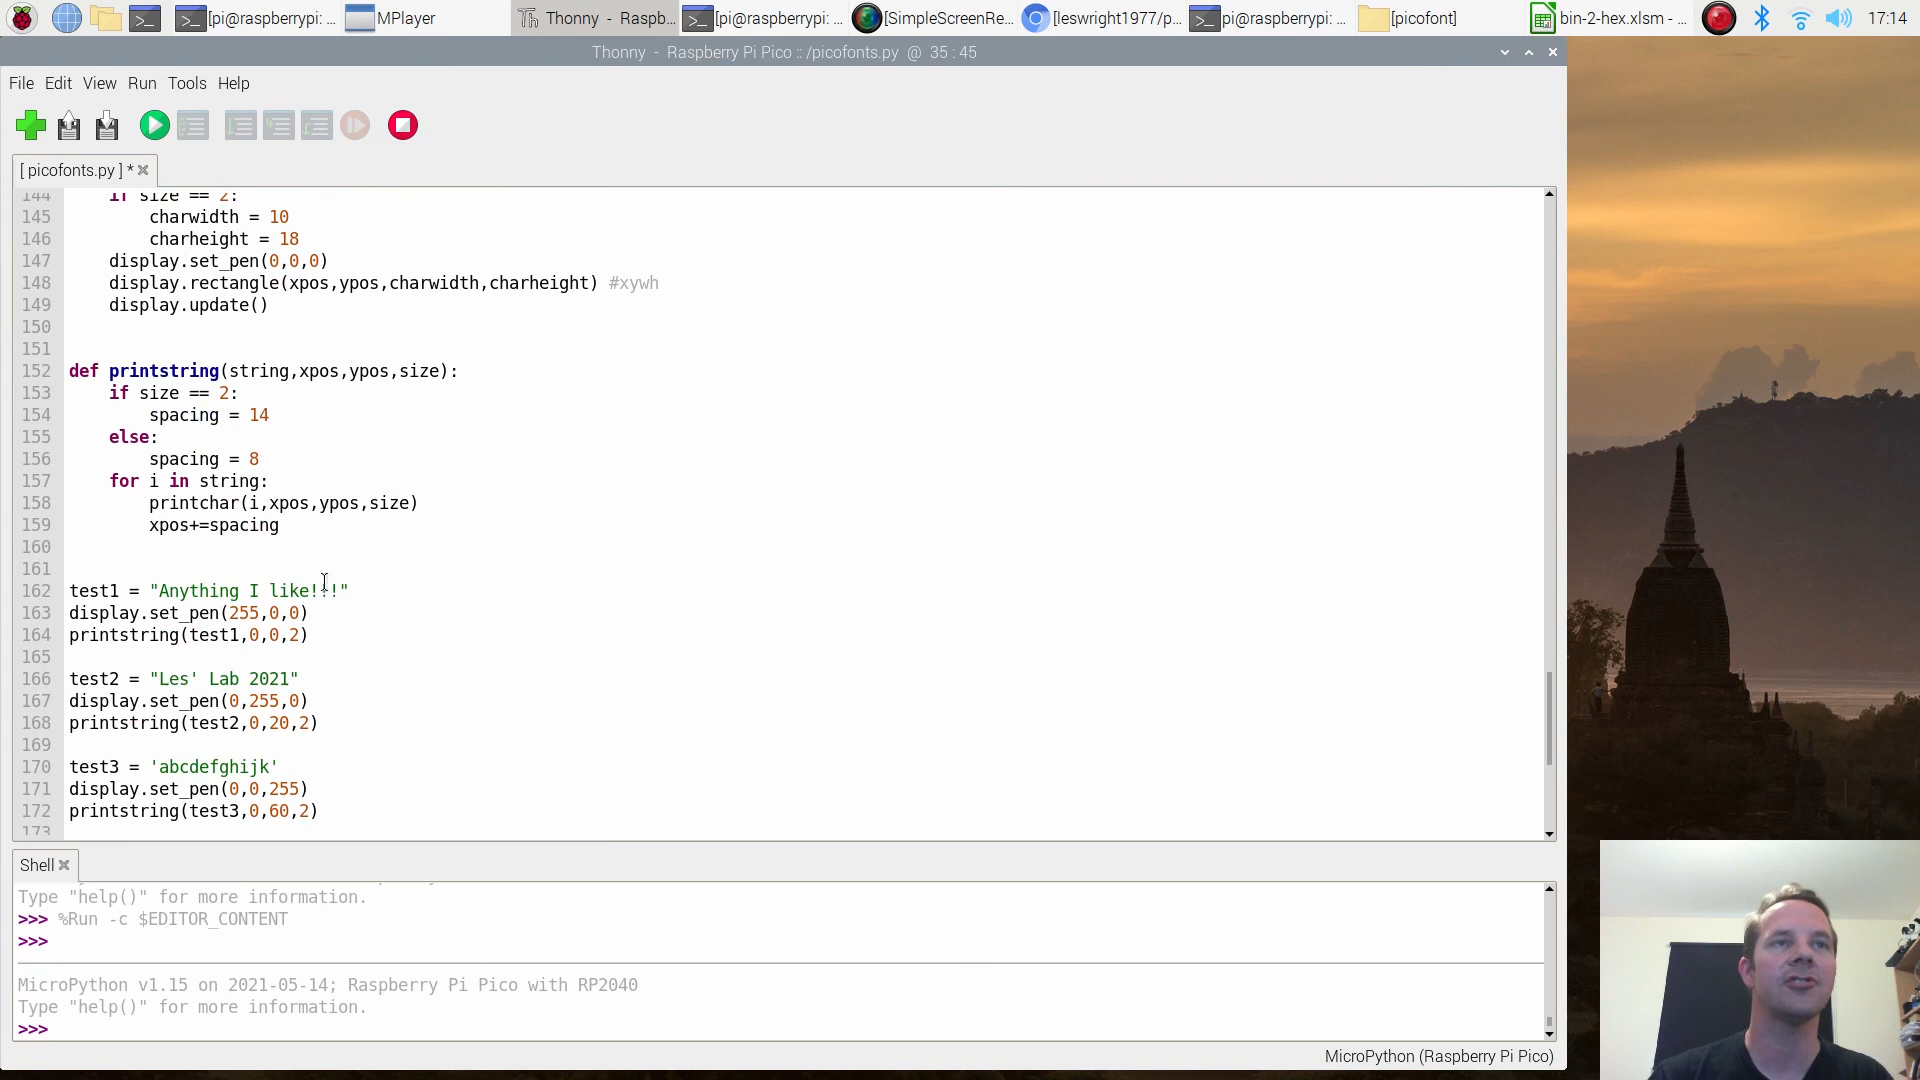 [pi@raspberrypi: ...
MPlayer
Thonny - Raspb...
[pi@raspberrypi: ...
[SimpleScreenRe...
[leswright1977/p...
pi@raspberrypi: ...
[picofont]
bin-2-hex.xlsm - ...
17:14
Thonny - Raspberry Pi Pico :: /picofonts.py @ 35 : 45
File Edit View Run Tools Help
[ picofonts.py ] *
144 if size == 2:
145 charwidth = 10
146 charheight = 18
147 display.set_pen(0,0,0)
148 display.rectangle(xpos,ypos,charwidth,charheight) #xywh
149 display.update()
150
151
152 def printstring(string,xpos,ypos,size):
153 if size == 2:
154 spacing = 14
155 else:
156 spacing = 8
157 for i in string:
158 printchar(i,xpos,ypos,size)
159 xpos+=spacing
160
161
162 test1 = "Anything I like!!!"
163 display.set_pen(255,0,0)
164 printstring(test1,0,0,2)
165
166 test2 = "Les' Lab 2021"
167 display.set_pen(0,255,0)
168 printstring(test2,0,20,2)
169
170 test3 = 'abcdefghijk'
171 display.set_pen(0,0,255)
172 printstring(test3,0,60,2)
173
Shell
Type "help()" for more information.
>>> %Run -c $EDITOR_CONTENT
>>>
MicroPython v1.15 on 2021-05-14; Raspberry Pi Pico with RP2040
Type "help()" for more information.
>>>
MicroPython (Raspberry Pi Pico)